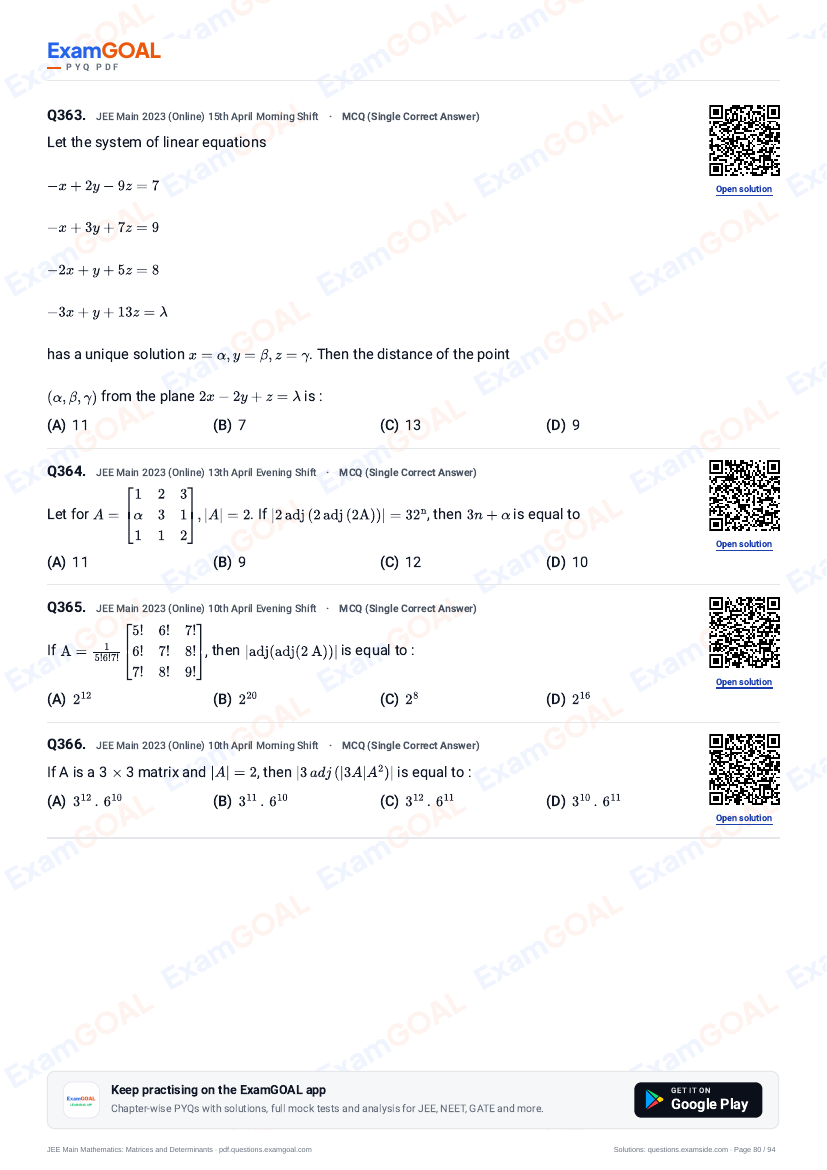 ExamGOAL
PYQ PDF
Q363. JEE Main 2023 (Online) 15th April Morning Shift · MCQ (Single Correct Answer)
Let the system of linear equations
−x + 2y − 9z = 7
−x + 3y + 7z = 9
−2x + y + 5z = 8
−3x + y + 13z = λ
has a unique solution x = α, y = β, z = γ. Then the distance of the point
(α, β, γ) from the plane 2x − 2y + z = λ is :
(A) 11 (B) 7 (C) 13 (D) 9
Open solution
Q364. JEE Main 2023 (Online) 13th April Evening Shift · MCQ (Single Correct Answer)
Let for A = [1 2 3; α 3 1; 1 1 2], |A| = 2. If |2 adj (2 adj (2A))| = 32ⁿ, then 3n + α is equal to
(A) 11 (B) 9 (C) 12 (D) 10
Open solution
Q365. JEE Main 2023 (Online) 10th April Evening Shift · MCQ (Single Correct Answer)
If A = 1/(5!6!7!) [5! 6! 7!; 6! 7! 8!; 7! 8! 9!], then |adj(adj(2 A))| is equal to :
(A) 2¹² (B) 2²⁰ (C) 2⁸ (D) 2¹⁶
Open solution
Q366. JEE Main 2023 (Online) 10th April Morning Shift · MCQ (Single Correct Answer)
If A is a 3 × 3 matrix and |A| = 2, then |3 adj (|3A|A²)| is equal to :
(A) 3¹² . 6¹⁰ (B) 3¹¹ . 6¹⁰ (C) 3¹² . 6¹¹ (D) 3¹⁰ . 6¹¹
Open solution
Keep practising on the ExamGOAL app
Chapter-wise PYQs with solutions, full mock tests and analysis for JEE, NEET, GATE and more.
GET IT ON
Google Play
JEE Main Mathematics: Matrices and Determinants · pdf.questions.examgoal.com
Solutions: questions.examside.com · Page 80 / 94